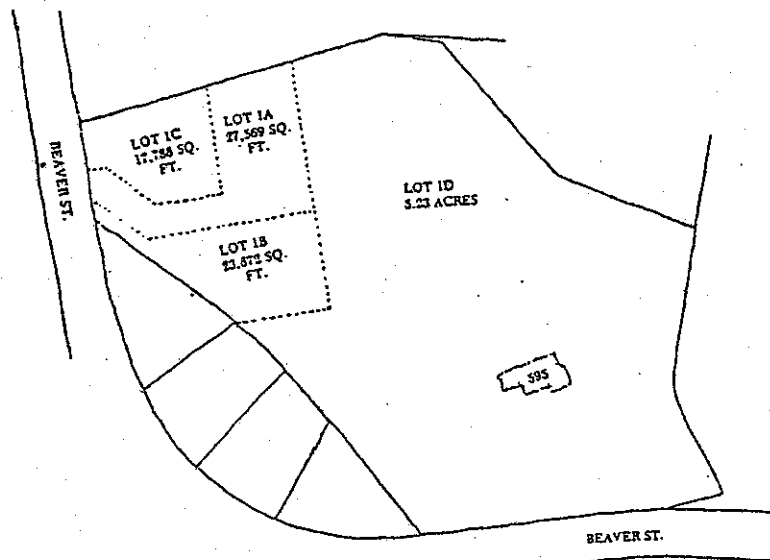 BEAVER ST.
LOT 1C
17,788 SQ.
FT.
LOT 1A
27,569 SQ.
FT.
LOT 1D
5.23 ACRES
LOT 1B
23,872 SQ.
FT.
595
BEAVER ST.